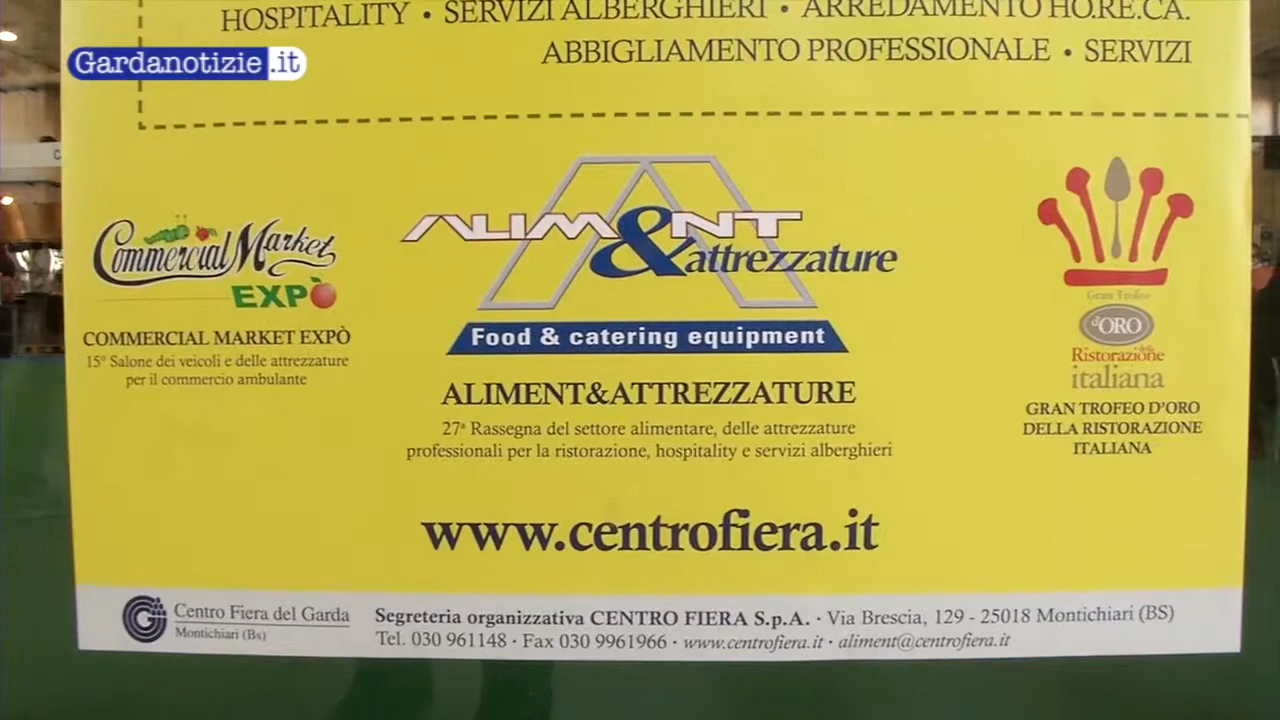 HOSPITALITY • SERVIZI ALBERGHIERI • ARREDAMENTO HO.RE.CA.
ABBIGLIAMENTO PROFESSIONALE • SERVIZI
Gardanotizie.it
Commercial Market
EXPÒ
COMMERCIAL MARKET EXPÒ
15° Salone dei veicoli e delle attrezzature
per il commercio ambulante
ALIMENT
&attrezzature
Food & catering equipment
ALIMENT&ATTREZZATURE
27ª Rassegna del settore alimentare, delle attrezzature
professionali per la ristorazione, hospitality e servizi alberghieri
Gran Trofeo
d'ORO
della
Ristorazione
italiana
GRAN TROFEO D'ORO
DELLA RISTORAZIONE
ITALIANA
www.centrofiera.it
Centro Fiera del Garda
Montichiari (Bs)
Segreteria organizzativa CENTRO FIERA S.p.A. · Via Brescia, 129 - 25018 Montichiari (BS)
Tel. 030 961148 · Fax 030 9961966 · www.centrofiera.it · aliment@centrofiera.it